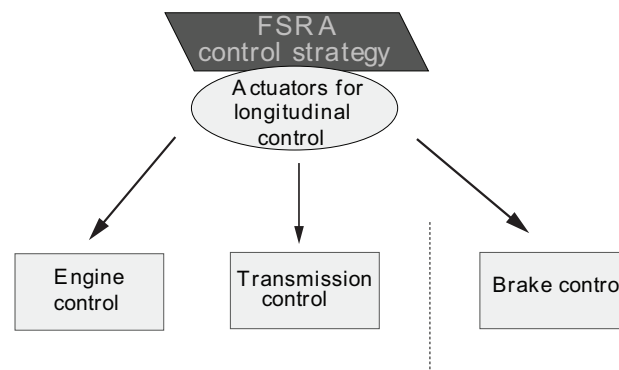 FSRA
control strategy
Actuators for
longitudinal
control
Engine
control
Transmission
control
Brake contro